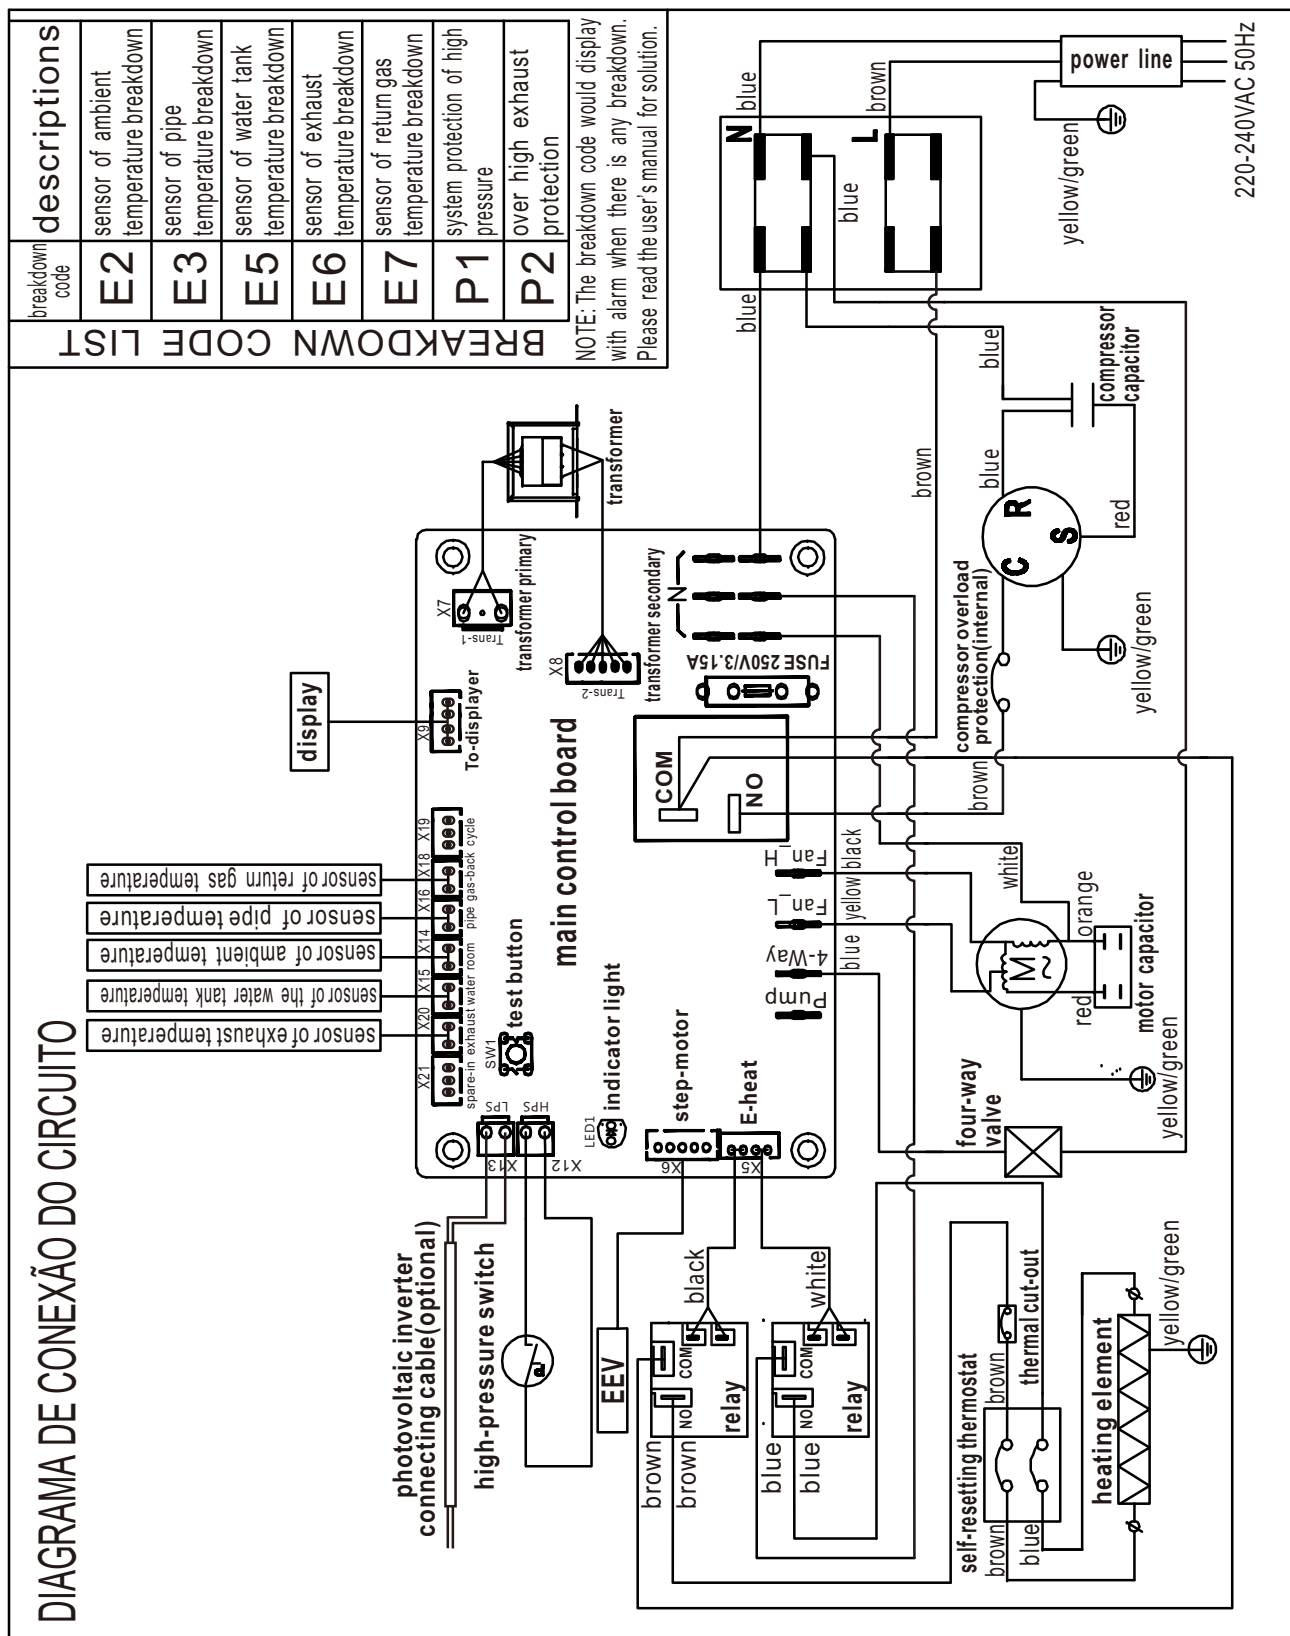 DIAGRAMA DE CONEXÃO DO CIRCUITO
BREAKDOWN CODE LIST
breakdown
code
descriptions
E2
sensor of ambient
temperature breakdown
E3
sensor of pipe
temperature breakdown
E5
sensor of water tank
temperature breakdown
E6
sensor of exhaust
temperature breakdown
E7
sensor of return gas
temperature breakdown
P1
system protection of high
pressure
P2
over high exhaust
protection
NOTE: The breakdown code would display
with alarm when there is any breakdown.
Please read the user's manual for solution.
sensor of exhaust temperature
sensor of the water tank temperature
sensor of ambient temperature
sensor of pipe temperature
sensor of return gas temperature
display
X21
X20
X15
X14
X16
X18
X19
X9
X7
spare-in
exhaust
water
room
pipe
gas-back
cycle
To-displayer
Trans-1
transformer primary
transformer
X8
Trans-2
transformer secondary
photovoltaic inverter
connecting cable(optional)
high-pressure switch
P
LPS
HPS
X13
X12
SW1
test button
LED1
indicator light
main control board
step-motor
X6
E-heat
X5
EEV
Pump
4-Way
Fan_L
Fan_H
COM
NO
FUSE 250V/3.15A
N
blue
yellow
black
black
white
COM
NO
relay
COM
NO
relay
brown
brown
blue
blue
self-resetting thermostat
brown
blue
brown
thermal cut-out
heating element
yellow/green
four-way
valve
yellow/green
M
~
white
red
orange
motor capacitor
brown
compressor overload
protection(internal)
C
R
S
yellow/green
red
blue
blue
compressor
capacitor
brown
blue
N
L
blue
blue
brown
power line
yellow/green
220-240VAC 50Hz